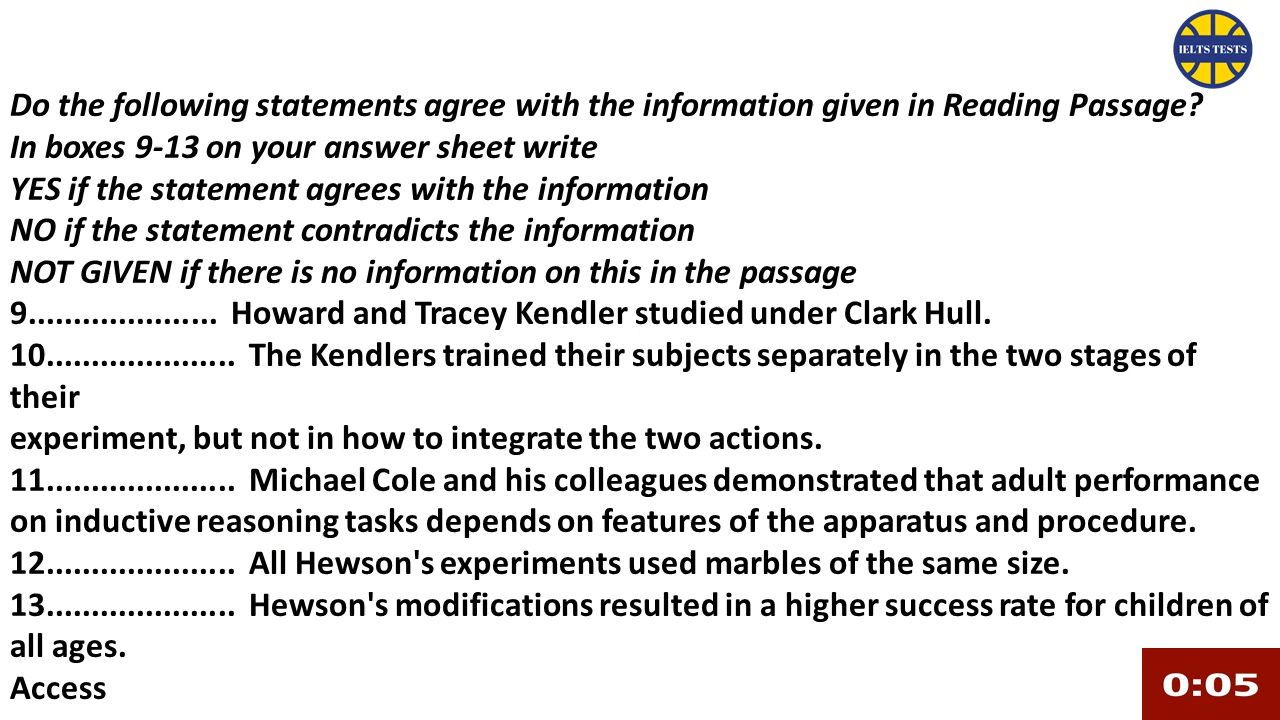 IELTS TESTS
Do the following statements agree with the information given in Reading Passage?
In boxes 9-13 on your answer sheet write
YES if the statement agrees with the information
NO if the statement contradicts the information
NOT GIVEN if there is no information on this in the passage
9..................... Howard and Tracey Kendler studied under Clark Hull.
10..................... The Kendlers trained their subjects separately in the two stages of
their
experiment, but not in how to integrate the two actions.
11..................... Michael Cole and his colleagues demonstrated that adult performance
on inductive reasoning tasks depends on features of the apparatus and procedure.
12..................... All Hewson's experiments used marbles of the same size.
13..................... Hewson's modifications resulted in a higher success rate for children of
all ages.
Access
0:05